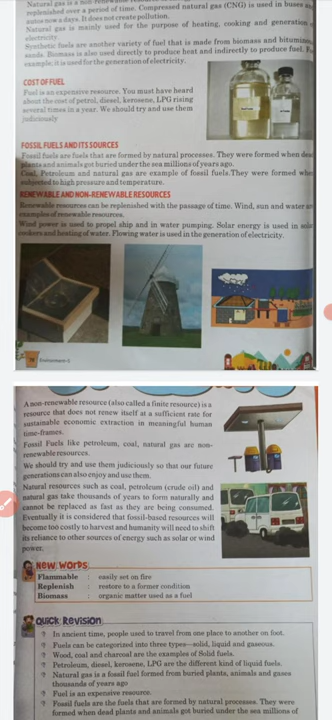 Natural gas is a non-renewable
replenished over a period of time. Compressed natural gas (CNG) is used in buses
autos now a days. It does not create pollution.
Natural gas is mainly used for the purpose of heating, cooking and generation
electricity.
Synthetic fuels are another variety of fuel that is made from biomass and bituminous
sands. Biomass is also used directly to produce heat and indirectly to produce fuel. For
example; it is used for the generation of electricity.
COST OF FUEL
Fuel is an expensive resource. You must have heard
about the cost of petrol, diesel, kerosene, LPG rising
several times in a year. We should try and use them
judiciously
FOSSIL FUELS AND ITS SOURCES
Fossil fuels are fuels that are formed by natural processes. They were formed when dead
plants and animals got buried under the sea millions of years ago.
Coal, Petroleum and natural gas are example of fossil fuels.They were formed when
subjected to high pressure and temperature.
RENEWABLE AND NON-RENEWABLE RESOURCES
Renewable resources can be replenished with the passage of time. Wind, sun and water are
examples of renewable resources.
Wind power is used to propel ship and in water pumping. Solar energy is used in solar
cookers and heating of water. Flowing water is used in the generation of electricity.
78 Environment-5
A non-renewable resource (also called a finite resource) is a
resource that does not renew itself at a sufficient rate for
sustainable economic extraction in meaningful human
time-frames.
Fossil Fuels like petroleum, coal, natural gas are non-
renewable resources.
We should try and use them judiciously so that our future
generations can also enjoy and use them.
Natural resources such as coal, petroleum (crude oil) and
natural gas take thousands of years to form naturally and
cannot be replaced as fast as they are being consumed.
Eventually it is considered that fossil-based resources will
become too costly to harvest and humanity will need to shift
its reliance to other sources of energy such as solar or wind
power.
New Words
Flammable : easily set on fire
Replenish : restore to a former condition
Biomass : organic matter used as a fuel
Quick Revision
In ancient time, people used to travel from one place to another on foot.
Fuels can be categorized into three types—solid, liquid and gaseous.
Wood, coal and charcoal are the examples of Solid fuels.
Petroleum, diesel, kerosene, LPG are the different kind of liquid fuels.
Natural gas is a fossil fuel formed from buried plants, animals and gases
thousands of years ago
Fuel is an expensive resource.
Fossil fuels are the fuels that are formed by natural processes. They were
formed when dead plants and animals got buried under the sea millions of